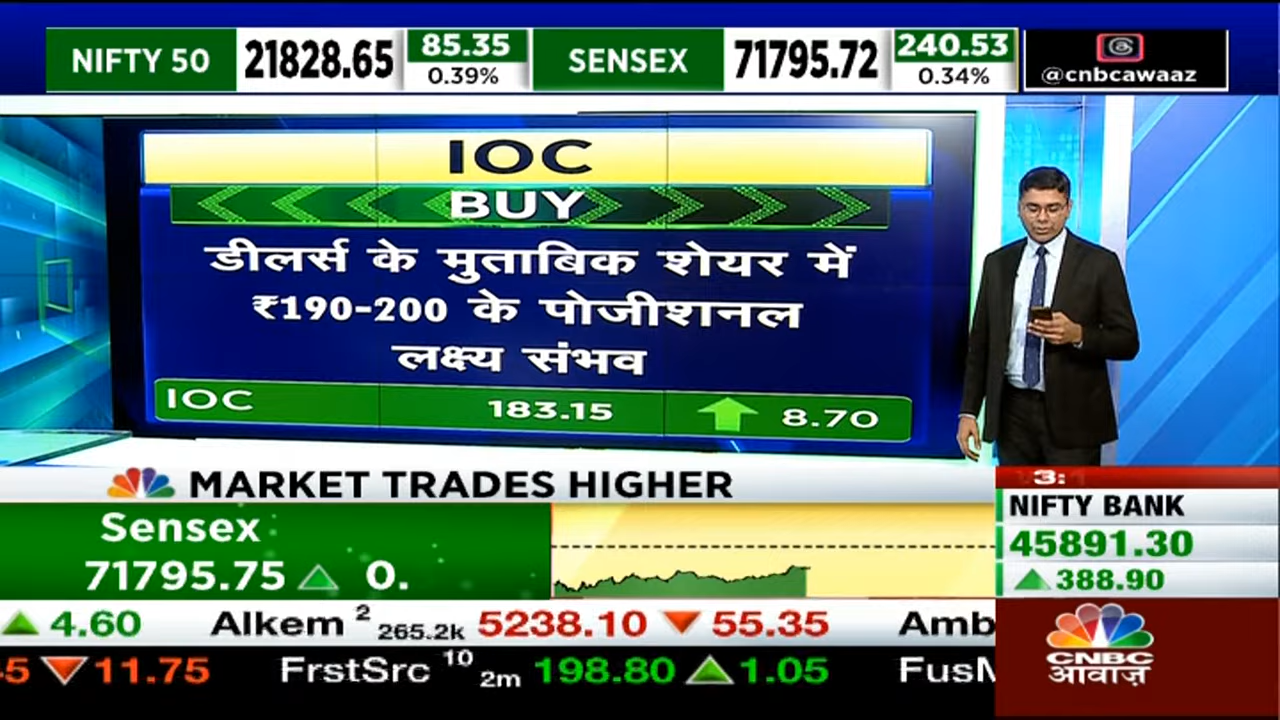 NIFTY 50 21828.65 85.35 0.39% SENSEX 71795.72 240.53 0.34% @cnbcawaaz
IOC
BUY
डीलर्स के मुताबिक शेयर में
₹190-200 के पोजीशनल
लक्ष्य संभव
IOC 183.15 8.70
MARKET TRADES HIGHER
3:
Sensex
71795.75 0.
NIFTY BANK
45891.30
388.90
4.60 Alkem 2 265.2k 5238.10 55.35 Amb
5 11.75 FrstSrc 10 2m 198.80 1.05 Fus
CNBC
आवाज़